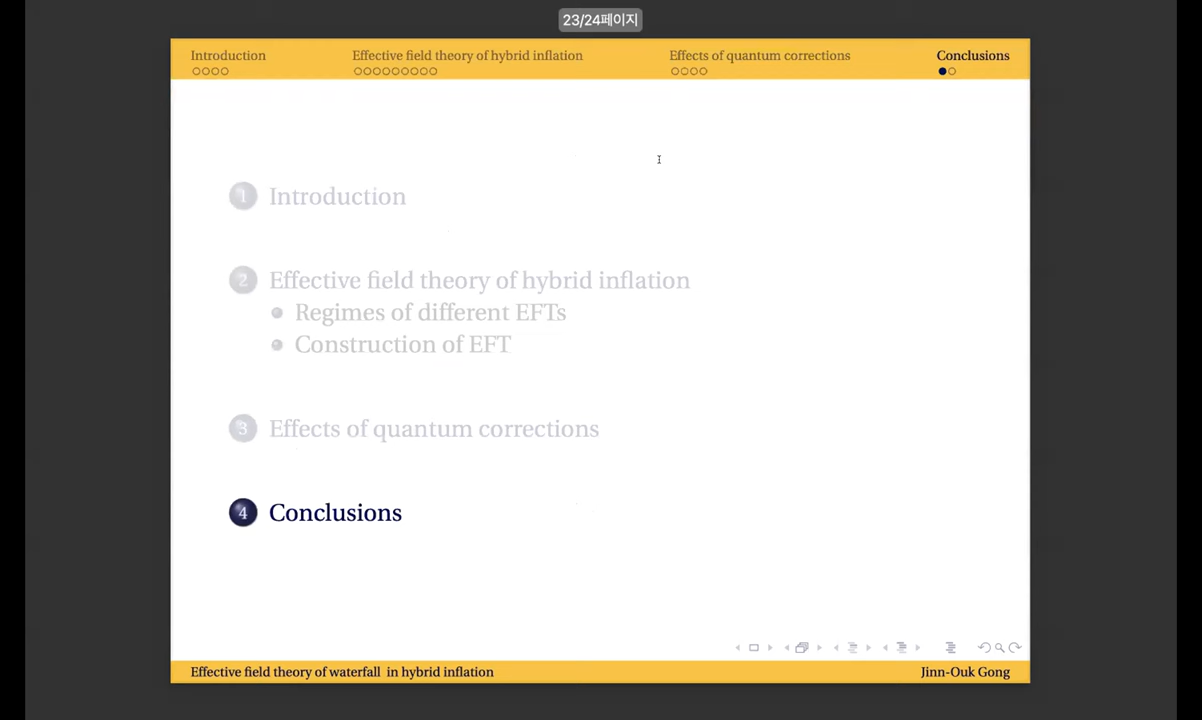 23/24페이지
Introduction Effective field theory of hybrid inflation Effects of quantum corrections Conclusions
1 Introduction
2 Effective field theory of hybrid inflation
Regimes of different EFTs
Construction of EFT
3 Effects of quantum corrections
4 Conclusions
Effective field theory of waterfall in hybrid inflation Jinn-Ouk Gong